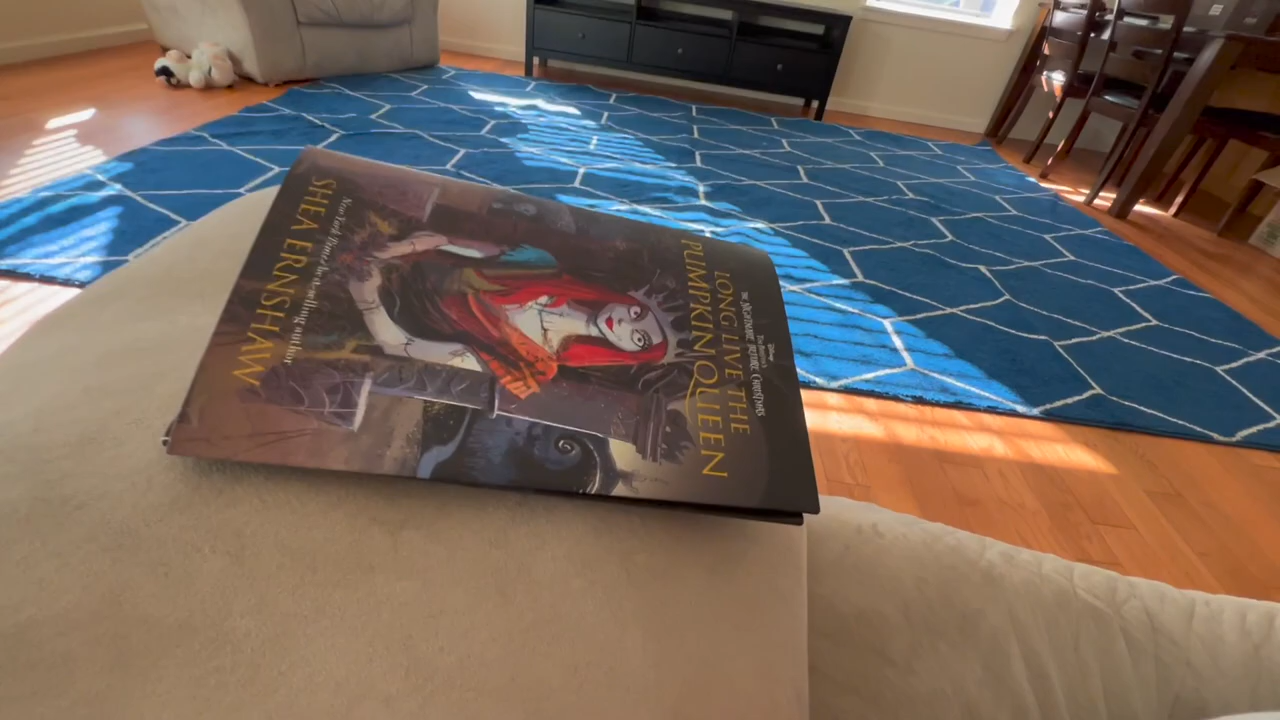 Disney
Tim Burton's
THE NIGHTMARE BEFORE CHRISTMAS
LONG LIVE THE
PUMPKIN QUEEN
New York Times bestselling author
SHEA ERNSHAW